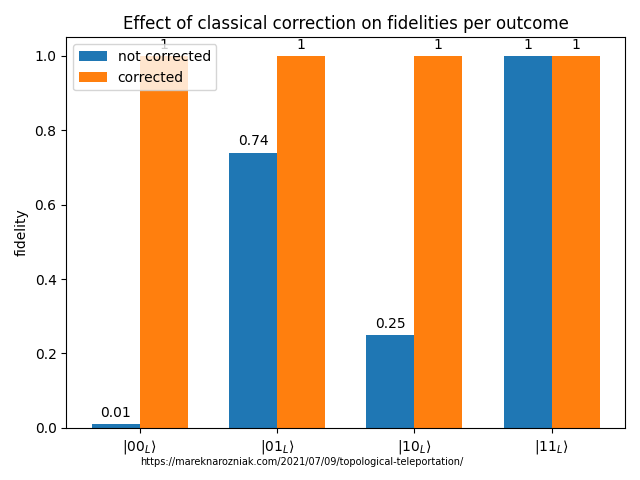 Effect of classical correction on fidelities per outcome
not corrected
corrected
fidelity
1.0
0.8
0.6
0.4
0.2
0.0
0.01
1
0.74
1
0.25
1
1
1
|00_L⟩
|01_L⟩
|10_L⟩
|11_L⟩
https://mareknarozniak.com/2021/07/09/topological-teleportation/